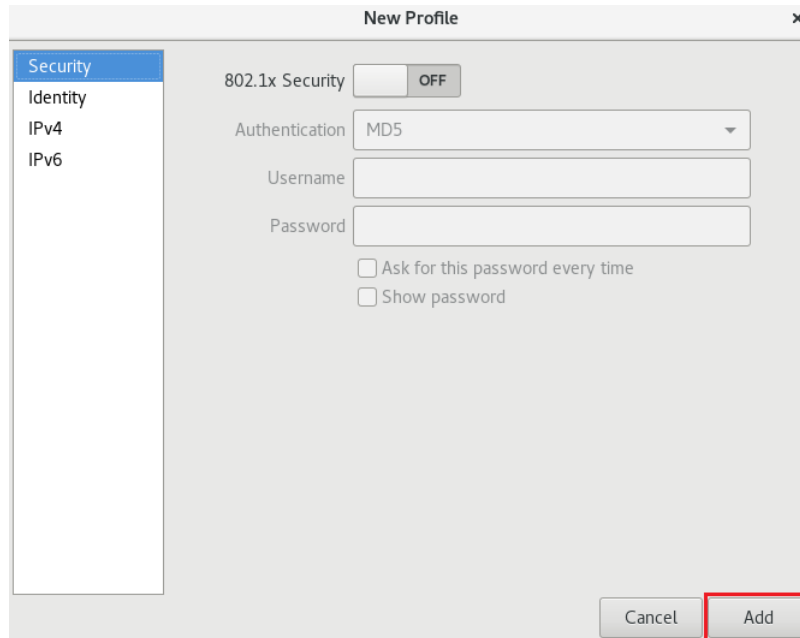 New Profile
Security
Identity
IPv4
IPv6
802.1x Security OFF
Authentication MD5
Username
Password
Ask for this password every time
Show password
Cancel Add